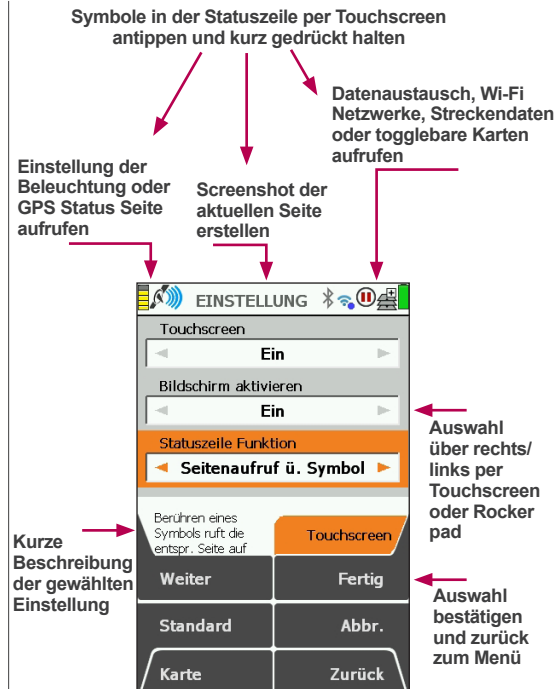 Symbole in der Statuszeile per Touchscreen
antippen und kurz gedrückt halten
Datenaustausch, Wi-Fi
Netzwerke, Streckendaten
oder togglebare Karten
aufrufen
Einstellung der
Beleuchtung oder
GPS Status Seite
aufrufen
Screenshot der
aktuellen Seite
erstellen
EINSTELLUNG
Touchscreen
Ein
Bildschirm aktivieren
Ein
Statuszeile Funktion
Seitenaufruf ü. Symbol
Auswahl
über rechts/
links per
Touchscreen
oder Rocker
pad
Berühren eines
Symbols ruft die
entspr. Seite auf
Touchscreen
Kurze
Beschreibung
der gewählten
Einstellung
Weiter
Fertig
Standard
Abbr.
Karte
Zurück
Auswahl
bestätigen
und zurück
zum Menü